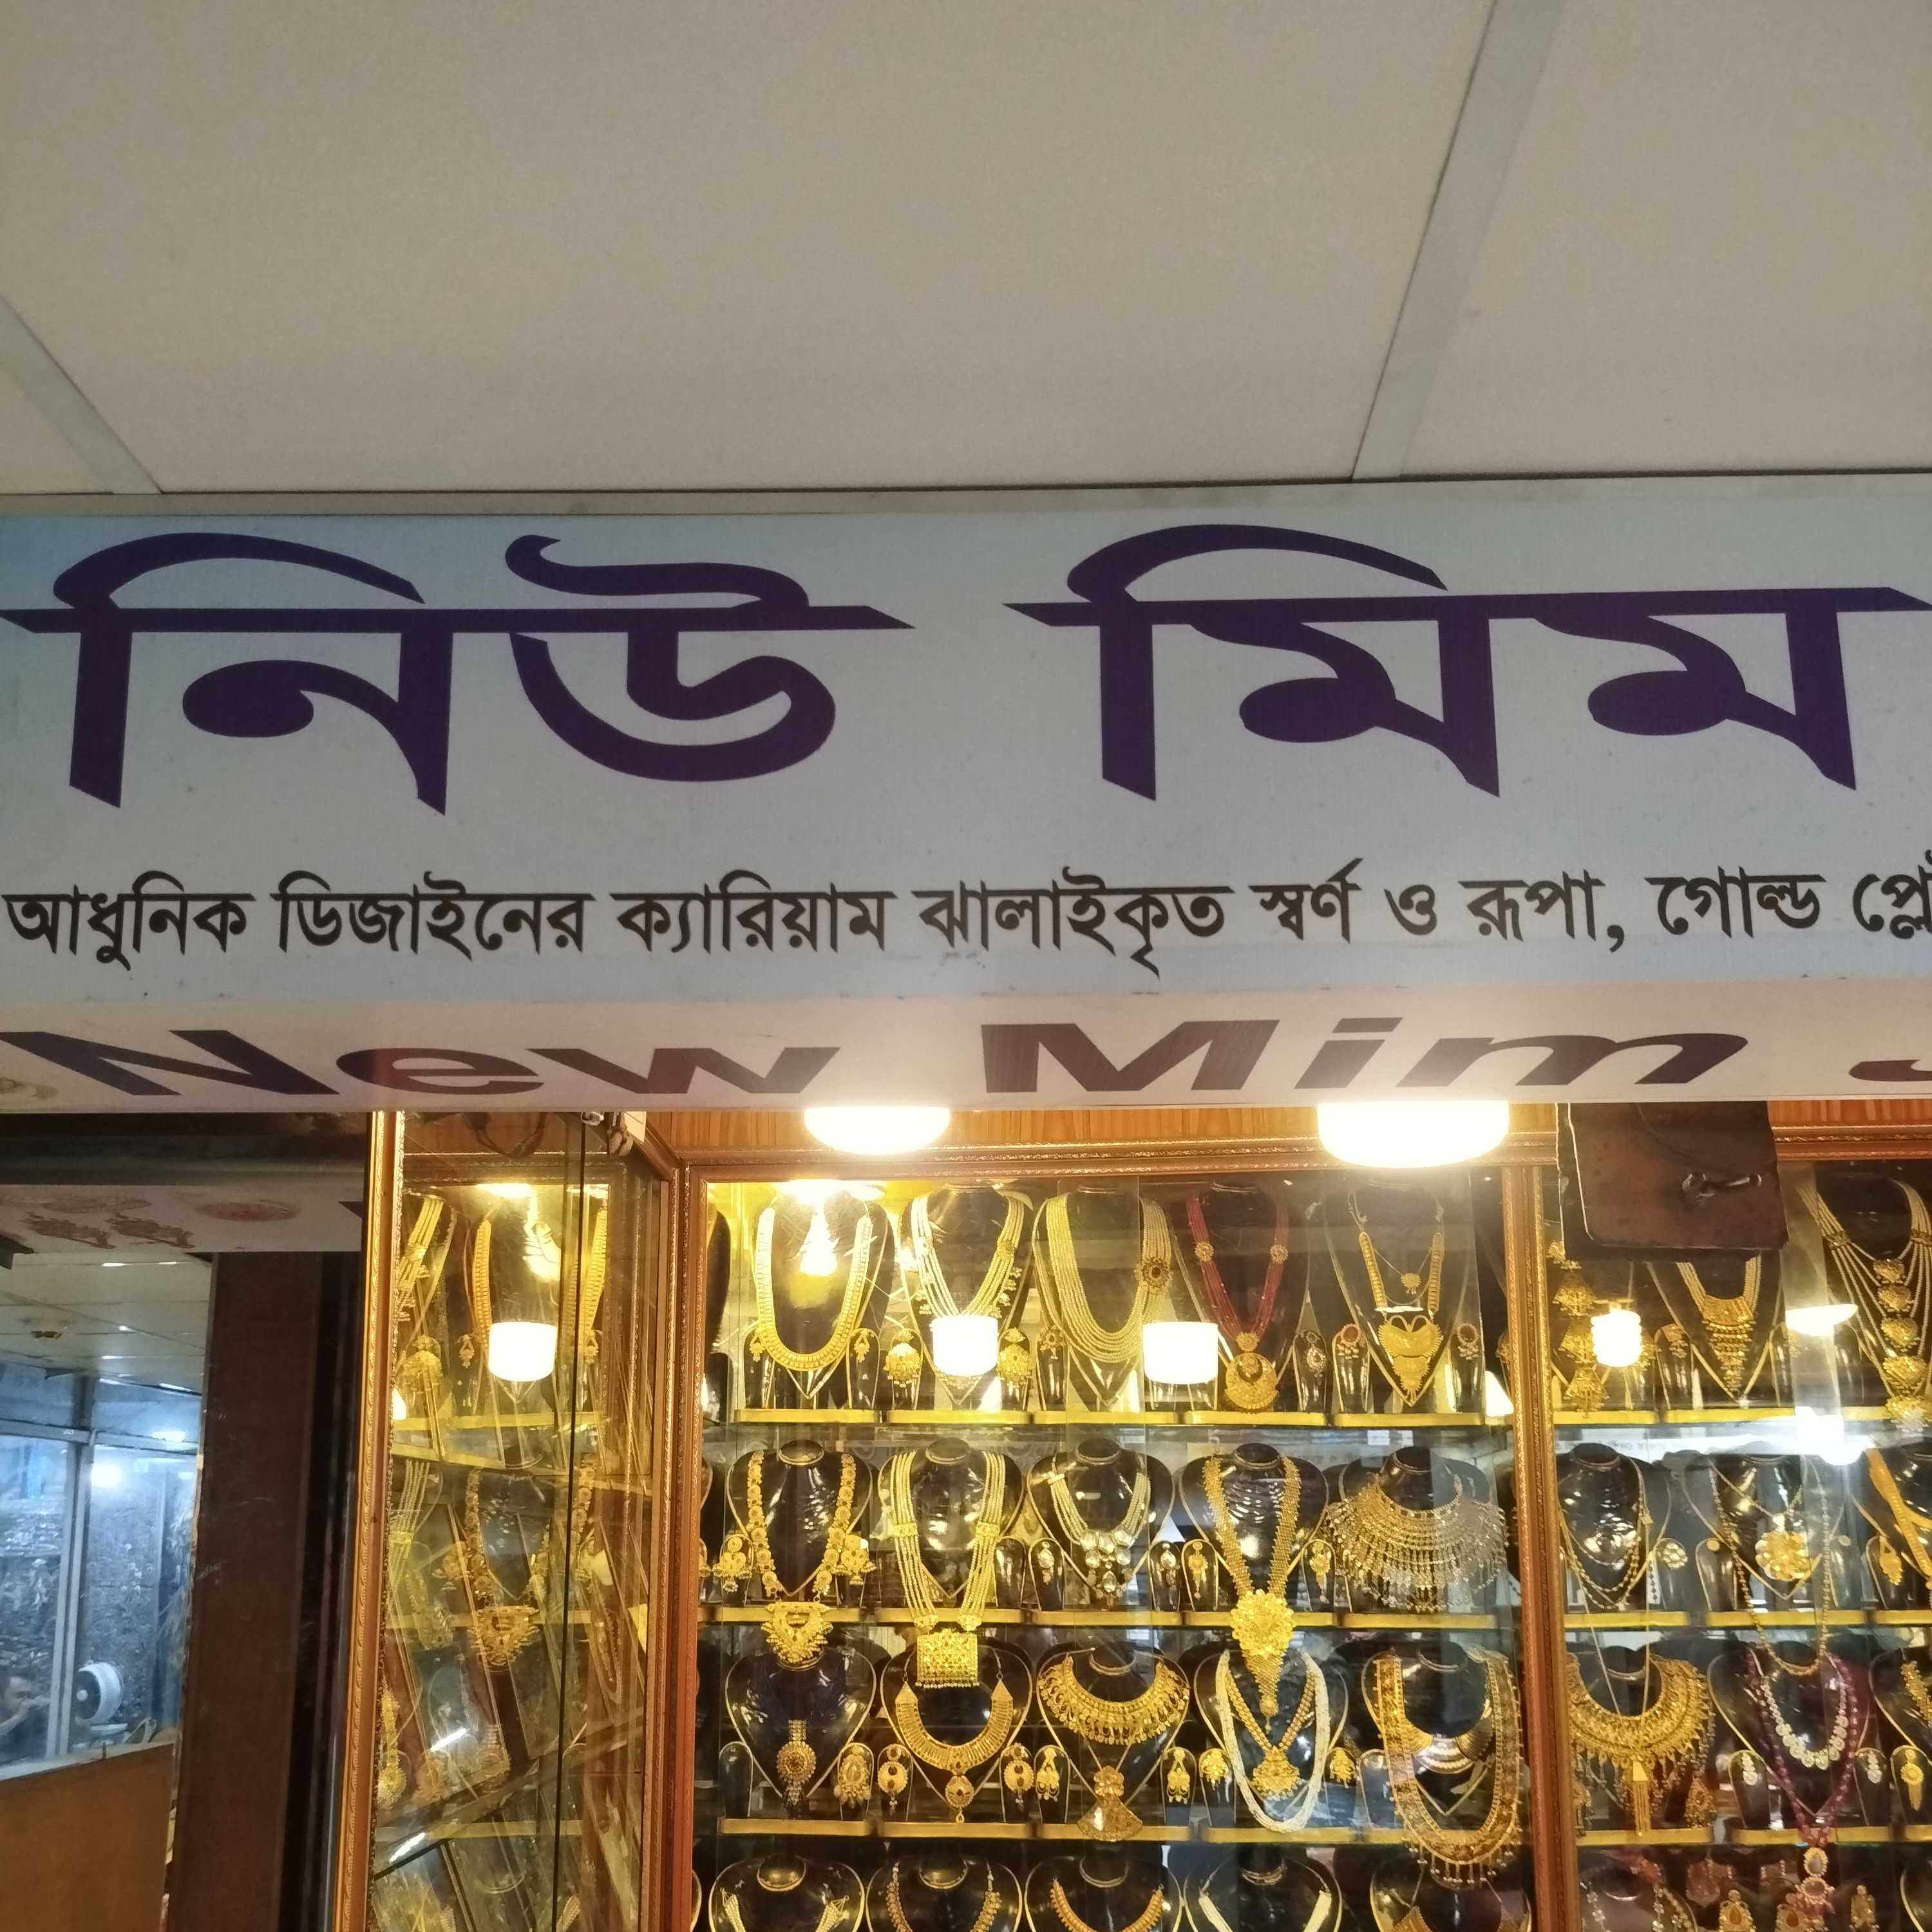 নিউ মিম
আধুনিক ডিজাইনের ক্যারিয়াম ঝালাইকৃত স্বর্ণ ও রূপা, গোল্ড
New Mim